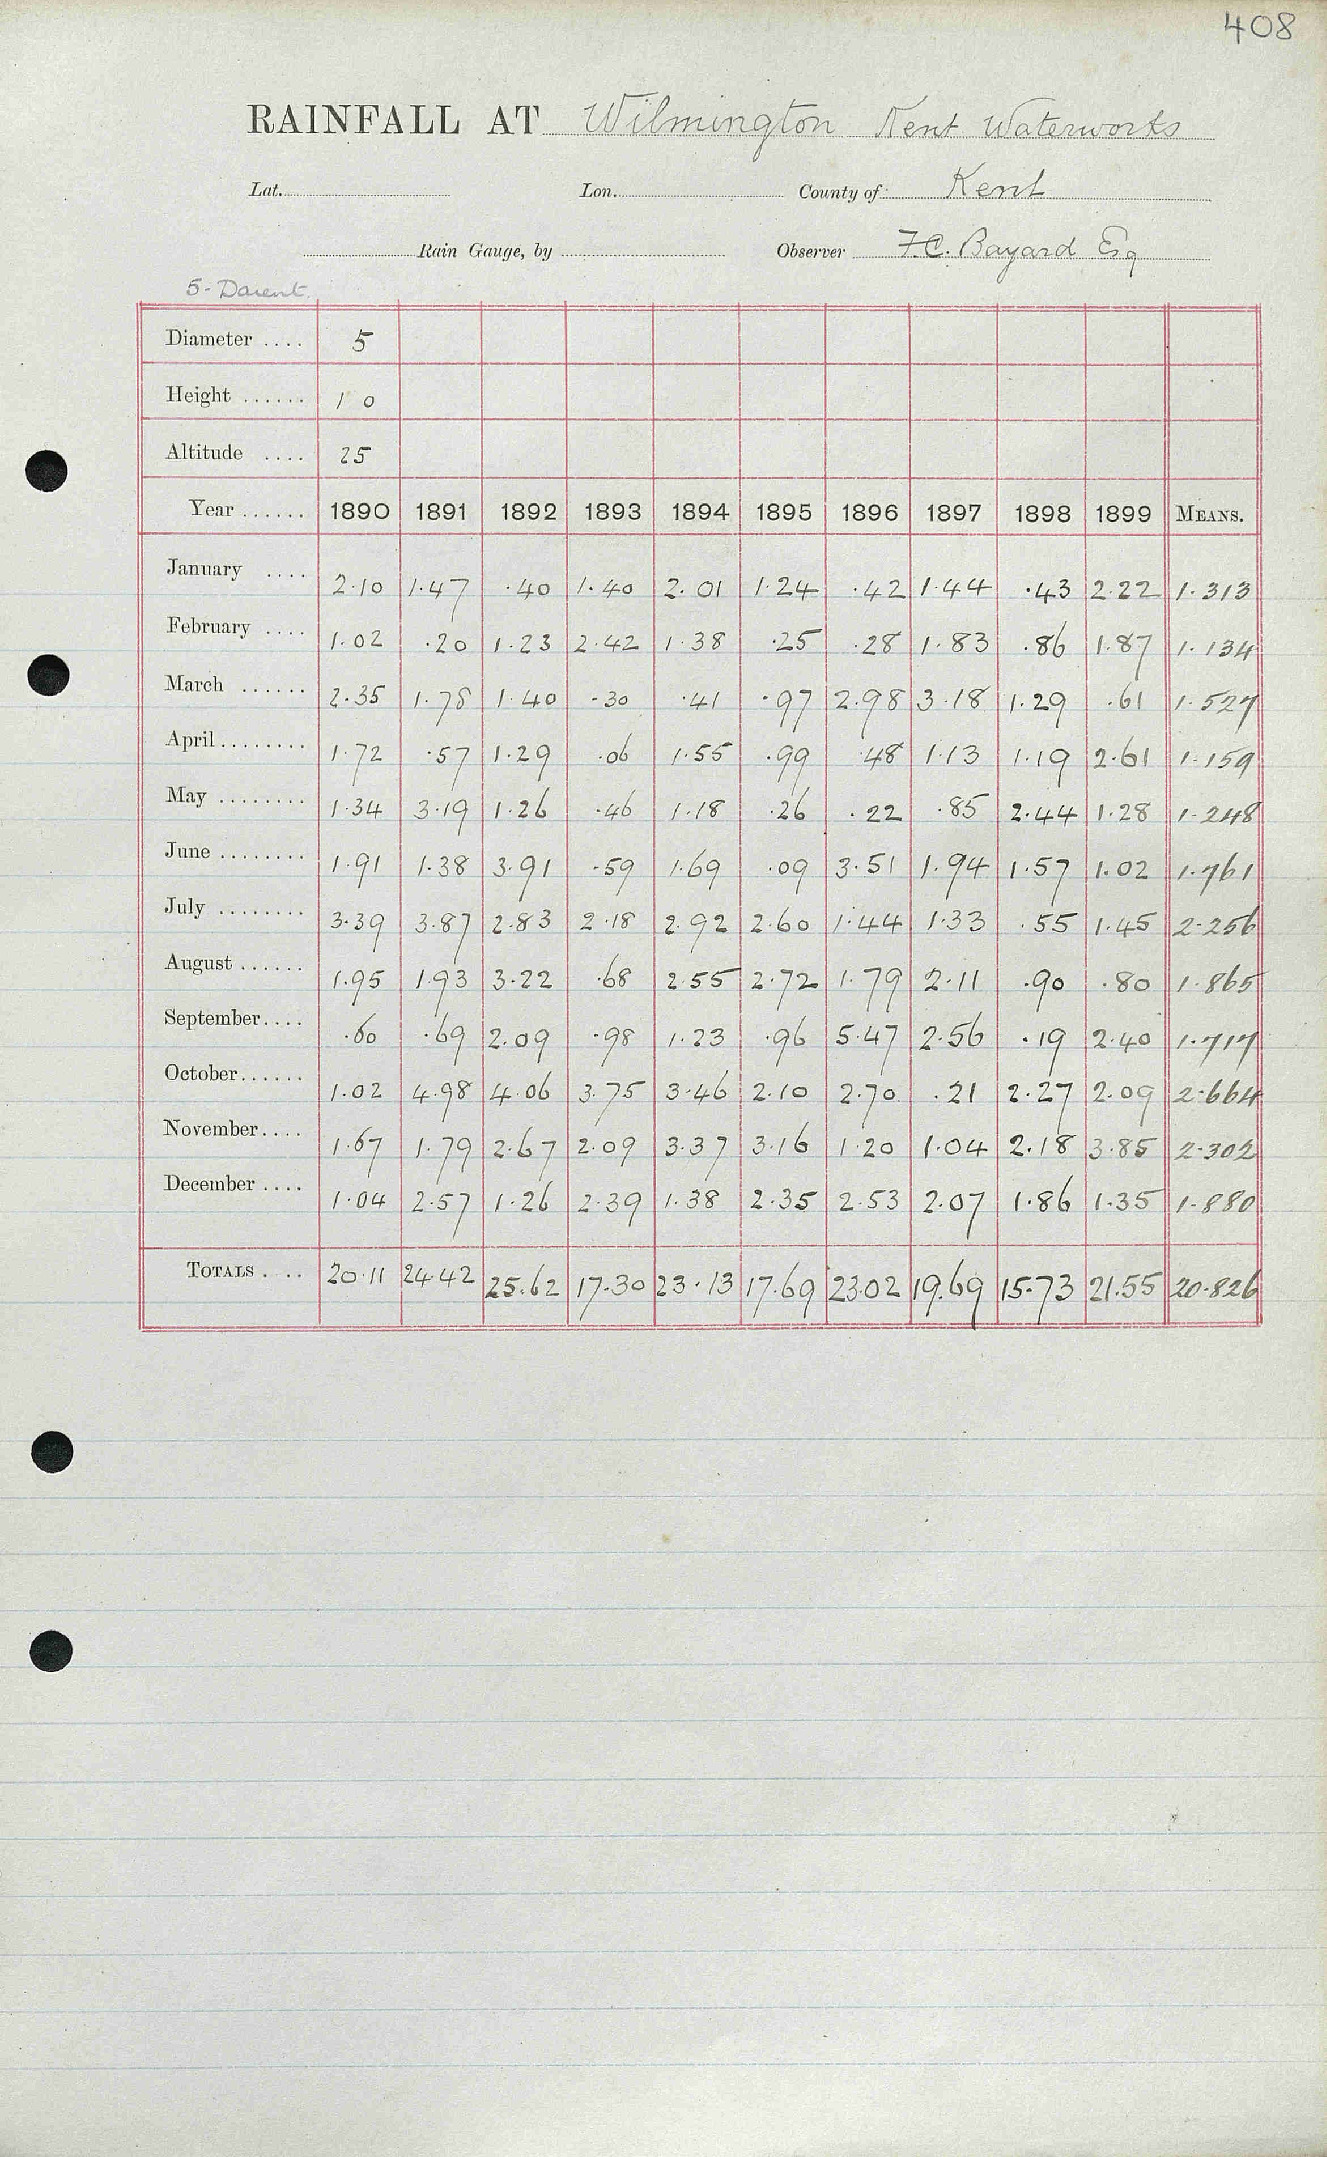 408
RAINFALL AT Wilmington Kent Waterworks
Lat. Lon. County of Kent
Rain Gauge, by Observer F.C. Bayard Esq
5 - Darent
Diameter .... 5
Height ...... 1 0
Altitude .... 25
Year ...... 1890 1891 1892 1893 1894 1895 1896 1897 1898 1899 MEANS.
January .... 2.10 1.47 .40 1.40 2.01 1.24 .42 1.44 .43 2.22 1.313
February .... 1.02 .20 1.23 2.42 1.38 .25 .28 1.83 .86 1.87 1.134
March ...... 2.35 1.78 1.40 .30 .41 .97 2.98 3.18 1.29 .61 1.527
April........ 1.72 .57 1.29 .06 1.55 .99 .48 1.13 1.19 2.61 1.159
May ........ 1.34 3.19 1.26 .46 1.18 .26 .22 .85 2.44 1.28 1.248
June ........ 1.91 1.38 3.91 .59 1.69 .09 3.51 1.94 1.57 1.02 1.761
July ........ 3.39 3.87 2.83 2.18 2.92 2.60 1.44 1.33 .55 1.45 2.256
August ...... 1.95 1.93 3.22 .68 2.55 2.72 1.79 2.11 .90 .80 1.865
September.... .60 .69 2.09 .98 1.23 .96 5.47 2.56 .19 2.40 1.717
October...... 1.02 4.98 4.06 3.75 3.46 2.10 2.70 .21 2.27 2.09 2.664
November.... 1.67 1.79 2.67 2.09 3.37 3.16 1.20 1.04 2.18 3.85 2.302
December .... 1.04 2.57 1.26 2.39 1.38 2.35 2.53 2.07 1.86 1.35 1.880
TOTALS .... 20.11 24.42 25.62 17.30 23.13 17.69 23.02 19.69 15.73 21.55 20.826